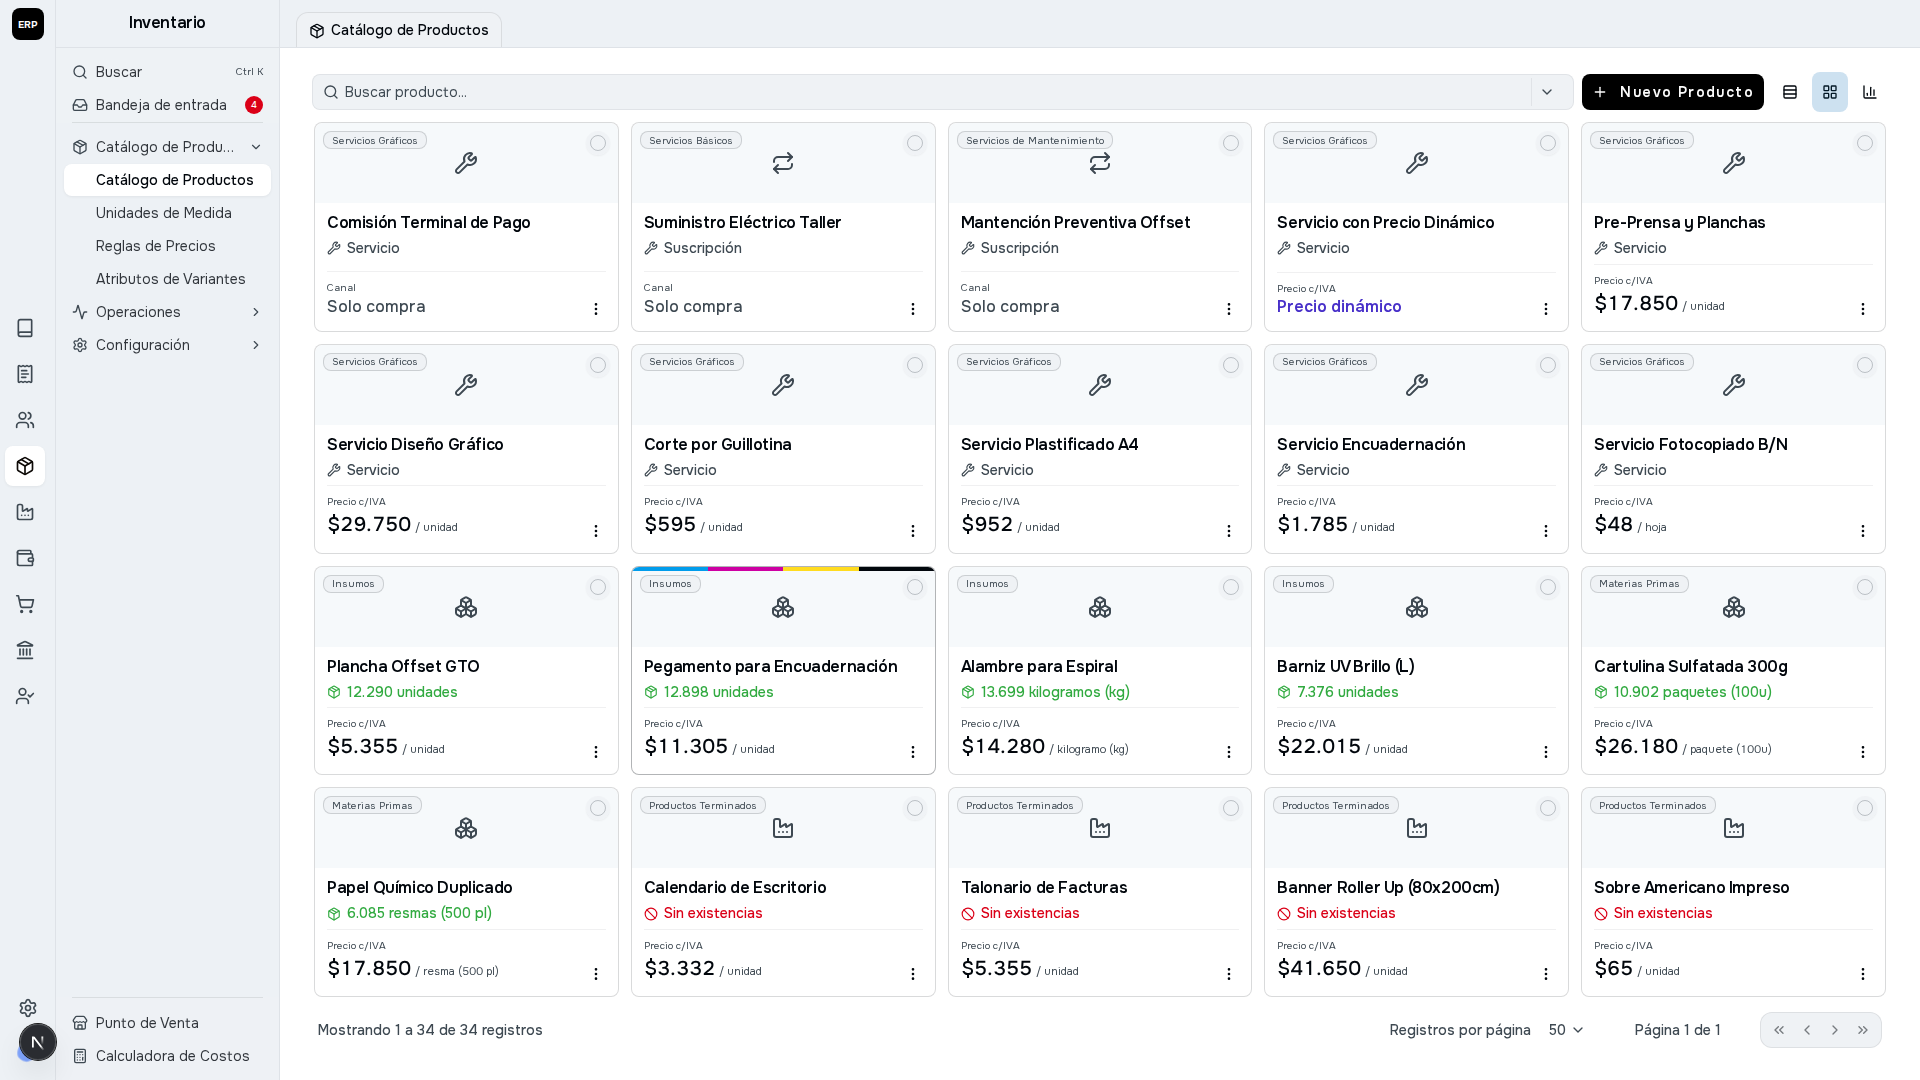 ERP
Inventario
Catálogo de Productos
Buscar
Ctrl K
Bandeja de entrada
4
Catálogo de Produ...
Catálogo de Productos
Unidades de Medida
Reglas de Precios
Atributos de Variantes
Operaciones
Configuración
Punto de Venta
Calculadora de Costos
N
Buscar producto...
Nuevo Producto
Servicios Gráficos
Comisión Terminal de Pago
Servicio
Canal
Solo compra
Servicios Básicos
Suministro Eléctrico Taller
Suscripción
Canal
Solo compra
Servicios de Mantenimiento
Mantención Preventiva Offset
Suscripción
Canal
Solo compra
Servicios Gráficos
Servicio con Precio Dinámico
Servicio
Precio c/IVA
Precio dinámico
Servicios Gráficos
Pre-Prensa y Planchas
Servicio
Precio c/IVA
$17.850 / unidad
Servicios Gráficos
Servicio Diseño Gráfico
Servicio
Precio c/IVA
$29.750 / unidad
Servicios Gráficos
Corte por Guillotina
Servicio
Precio c/IVA
$595 / unidad
Servicios Gráficos
Servicio Plastificado A4
Servicio
Precio c/IVA
$952 / unidad
Servicios Gráficos
Servicio Encuadernación
Servicio
Precio c/IVA
$1.785 / unidad
Servicios Gráficos
Servicio Fotocopiado B/N
Servicio
Precio c/IVA
$48 / hoja
Insumos
Plancha Offset GTO
12.290 unidades
Precio c/IVA
$5.355 / unidad
Insumos
Pegamento para Encuadernación
12.898 unidades
Precio c/IVA
$11.305 / unidad
Insumos
Alambre para Espiral
13.699 kilogramos (kg)
Precio c/IVA
$14.280 / kilogramo (kg)
Insumos
Barniz UV Brillo (L)
7.376 unidades
Precio c/IVA
$22.015 / unidad
Materias Primas
Cartulina Sulfatada 300g
10.902 paquetes (100u)
Precio c/IVA
$26.180 / paquete (100u)
Materias Primas
Papel Químico Duplicado
6.085 resmas (500 pl)
Precio c/IVA
$17.850 / resma (500 pl)
Productos Terminados
Calendario de Escritorio
Sin existencias
Precio c/IVA
$3.332 / unidad
Productos Terminados
Talonario de Facturas
Sin existencias
Precio c/IVA
$5.355 / unidad
Productos Terminados
Banner Roller Up (80x200cm)
Sin existencias
Precio c/IVA
$41.650 / unidad
Productos Terminados
Sobre Americano Impreso
Sin existencias
Precio c/IVA
$65 / unidad
Mostrando 1 a 34 de 34 registros
Registros por página
50
Página 1 de 1